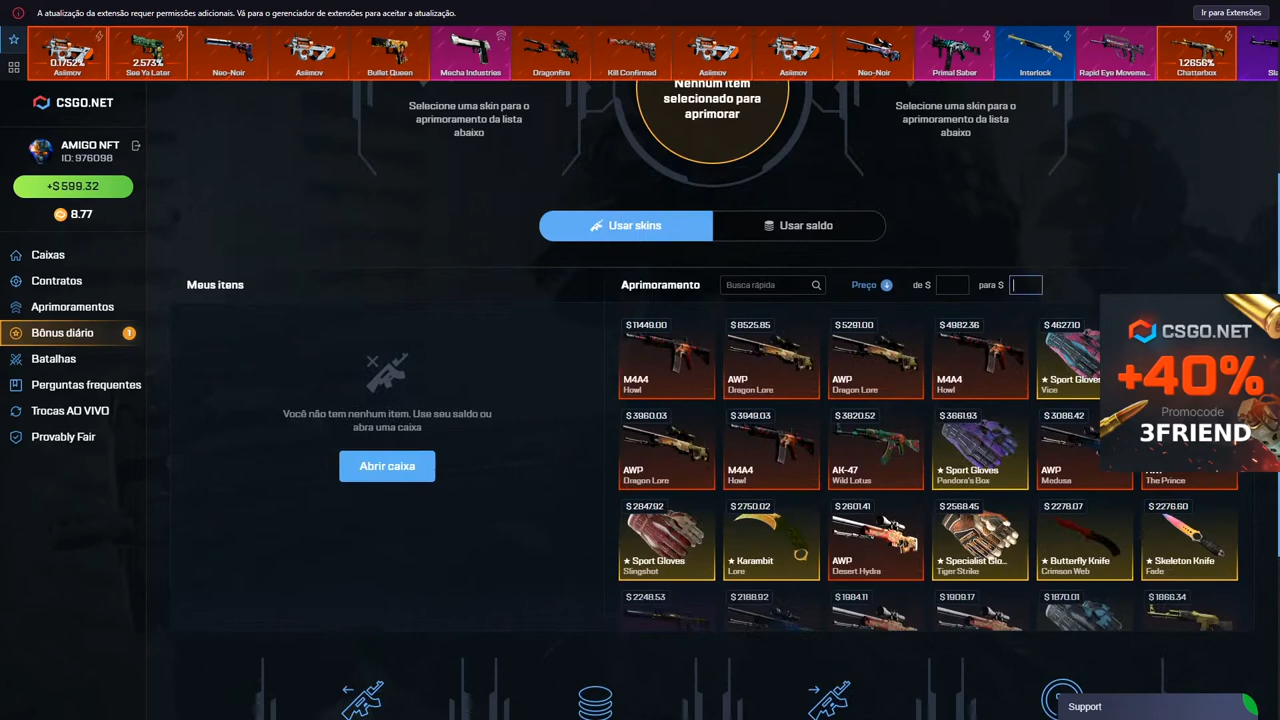 A atualização da extensão requer permissões adicionais. Vá para o gerenciador de extensões para aceitar a atualização.
Ir para Extensões
0.1752%
Asiimov
2.573%
See Ya Later
Neo-Noir
Asiimov
Bullet Queen
Mecha Industries
Dragonfire
Kill Confirmed
Asiimov
Asiimov
Neo-Noir
Primal Saber
Interlock
Rapid Eye Moveme...
1.2656%
Chatterbox
CSGO.NET
AMIGO NFT
ID: 976098
+$ 599.32
8.77
Caixas
Contratos
Aprimoramentos
Bônus diário
1
Batalhas
Perguntas frequentes
Trocas AO VIVO
Provably Fair
Selecione uma skin para o
aprimoramento da lista
abaixo
Nenhum item
selecionado para
aprimorar
Selecione uma skin para o
aprimoramento da lista
abaixo
Usar skins
Usar saldo
Meus itens
Você não tem nenhum item. Use seu saldo ou
abra uma caixa
Abrir caixa
Aprimoramento
Busca rápida
Preço
de $
para $
$ 11449.00
M4A4
Howl
$ 8525.85
AWP
Dragon Lore
$ 5291.00
AWP
Dragon Lore
$ 4982.36
M4A4
Howl
$ 4627.10
★ Sport Gloves
Vice
$ 3960.03
AWP
Dragon Lore
$ 3949.03
M4A4
Howl
$ 3820.52
AK-47
Wild Lotus
$ 3661.93
★ Sport Gloves
Pandora's Box
$ 3086.42
AWP
Medusa
The Prince
$ 2847.92
★ Sport Gloves
Slingshot
$ 2750.02
★ Karambit
Lore
$ 2601.41
AWP
Desert Hydra
$ 2568.45
★ Specialist Glo...
Tiger Strike
$ 2278.07
★ Butterfly Knife
Crimson Web
$ 2276.60
★ Skeleton Knife
Fade
$ 2248.53
$ 2188.92
$ 1984.11
$ 1909.17
$ 1870.01
$ 1866.34
CSGO.NET
+40%
Promocode
3FRIEND
Support